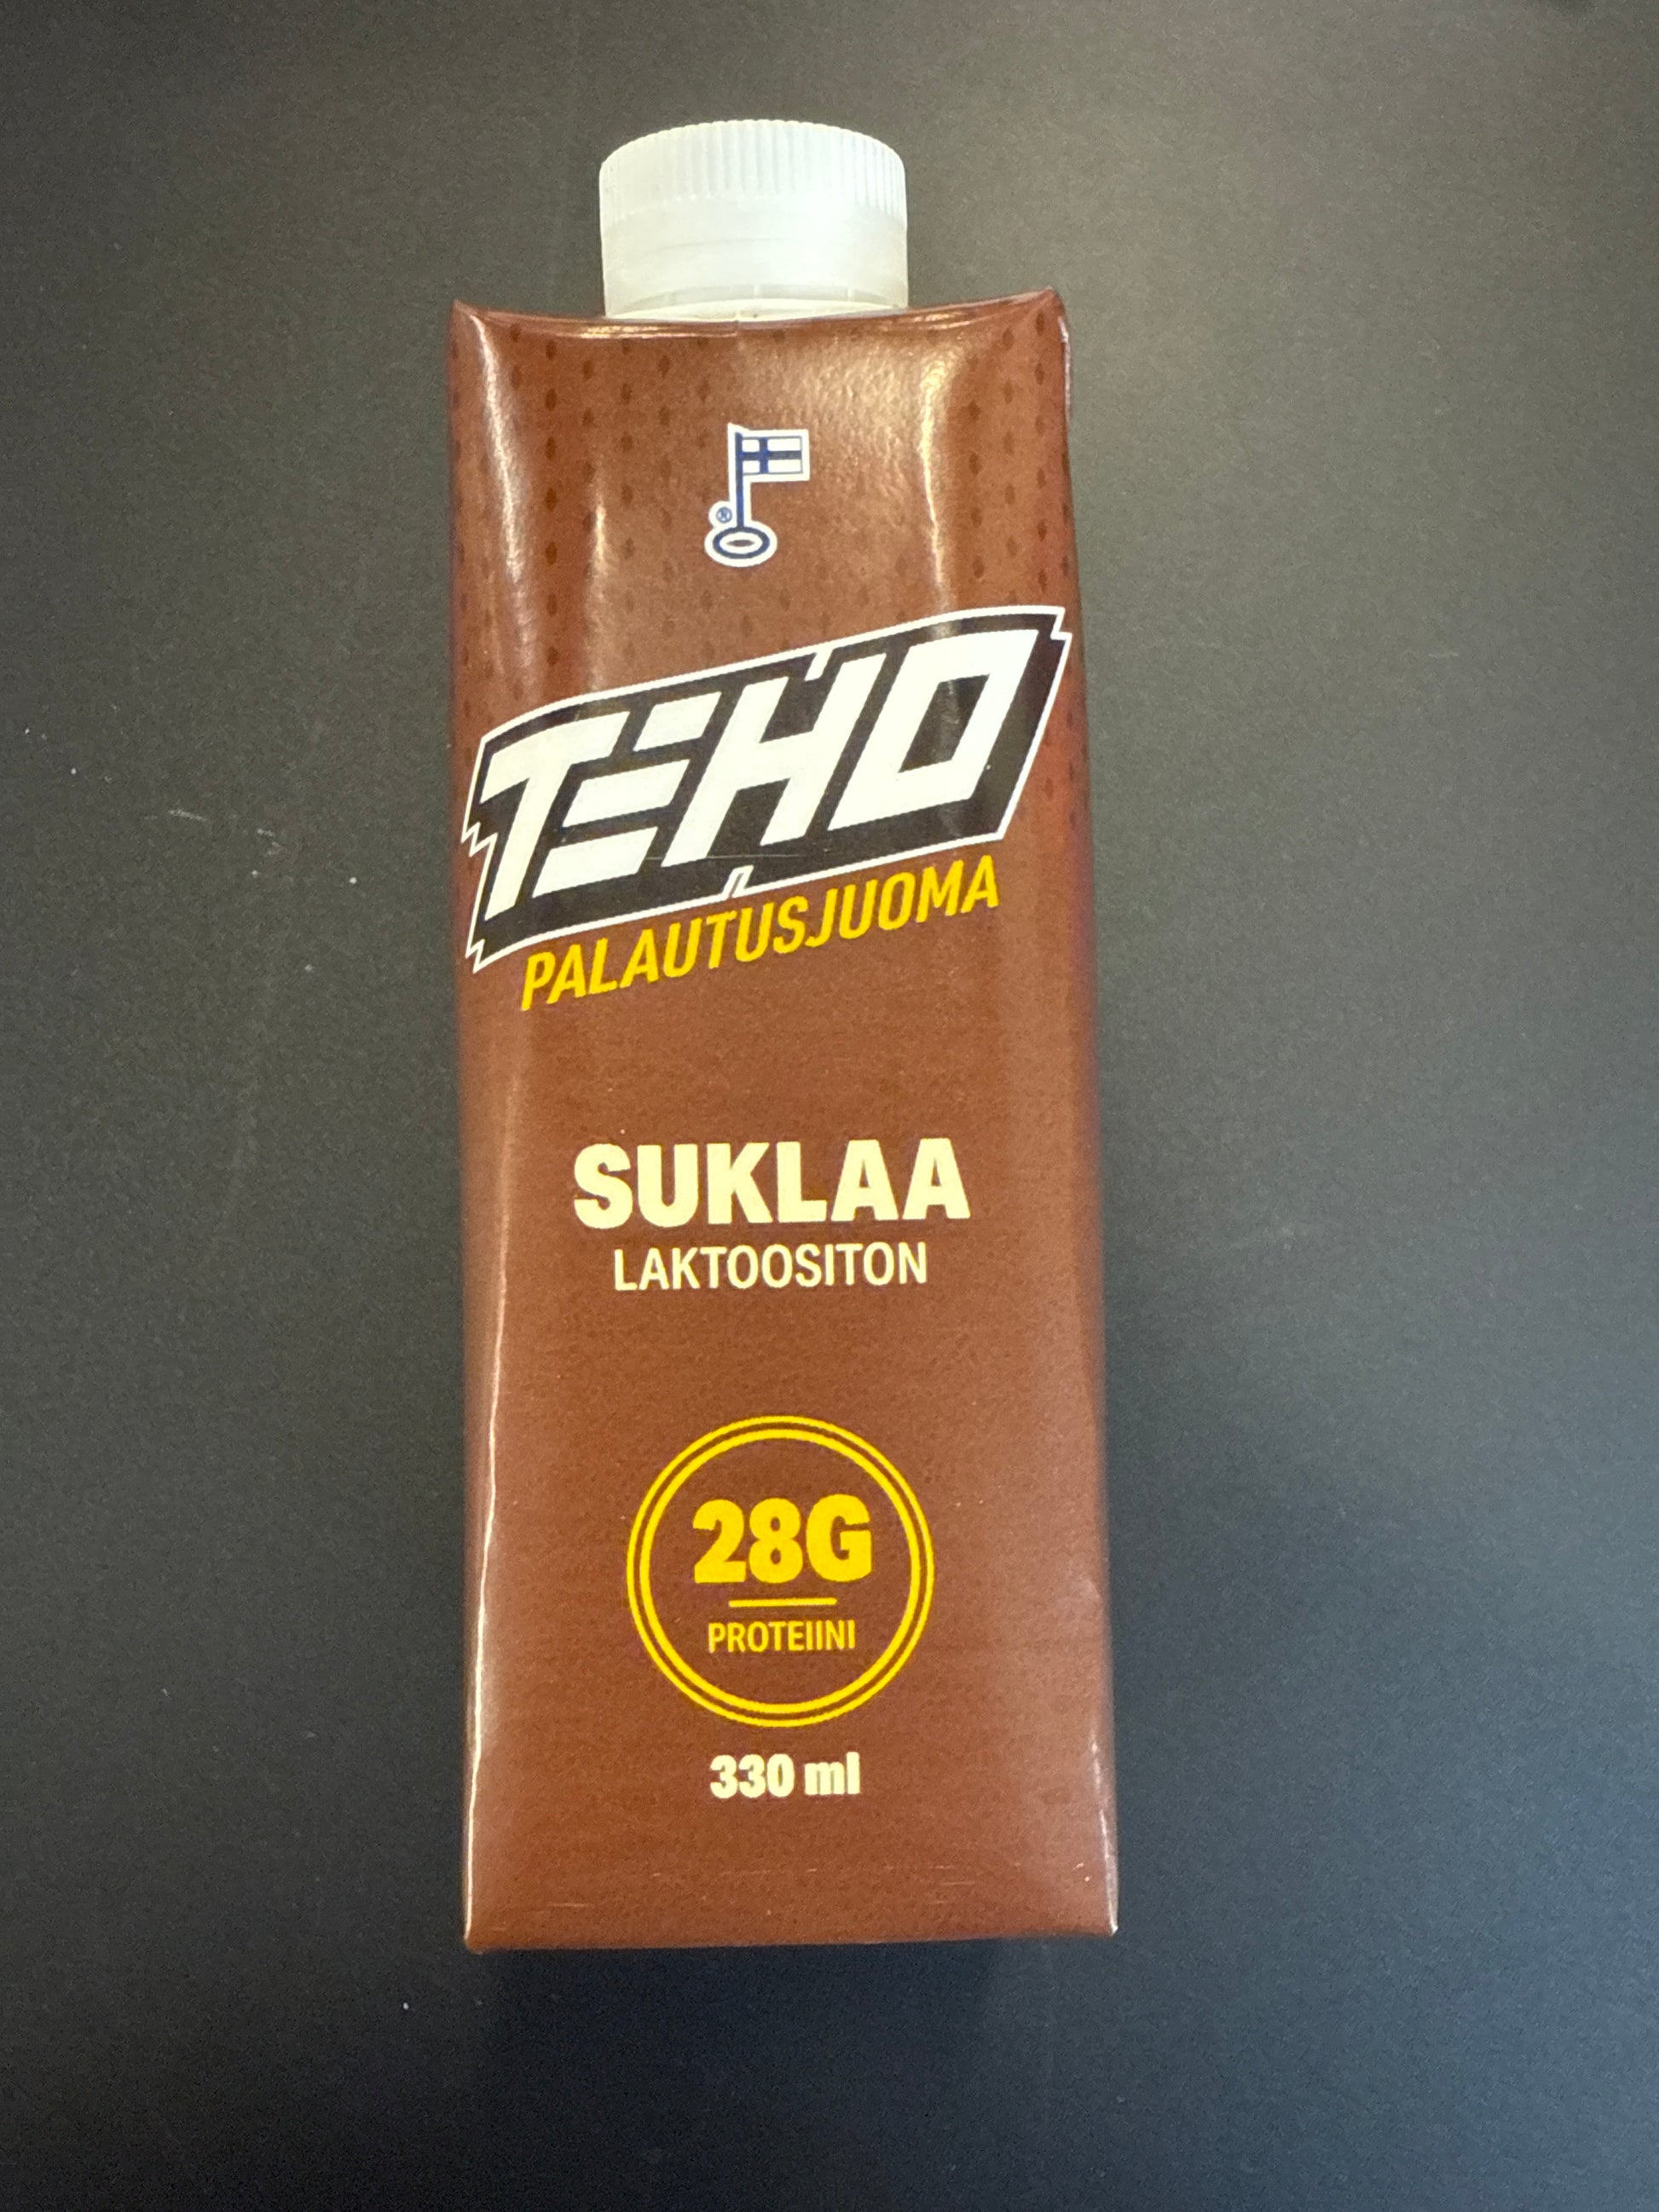 ®
TEHO
PALAUTUSJUOMA
SUKLAA
LAKTOOSITON
28G
PROTEIINI
330 ml